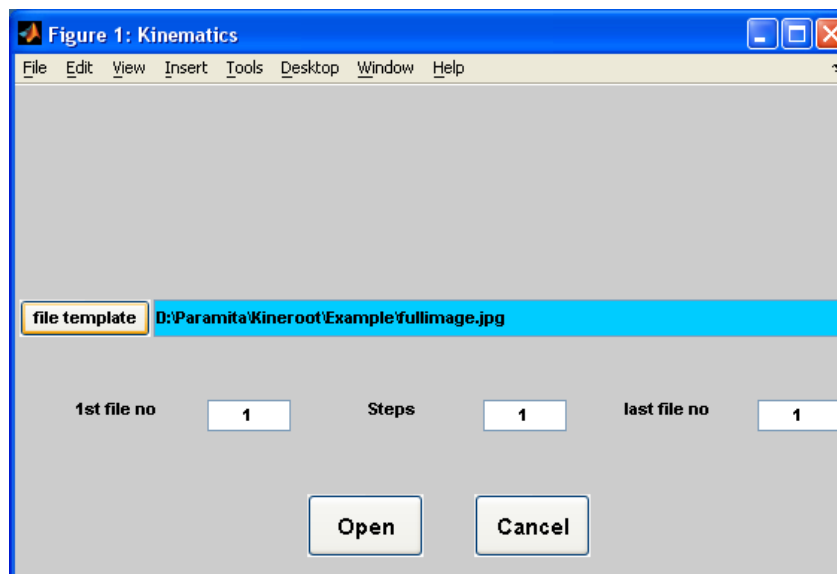 Figure 1: Kinematics
File Edit View Insert Tools Desktop Window Help
file template D:\Paramita\Kineroot\Example\fullimage.jpg
1st file no 1 Steps 1 last file no 1
Open Cancel